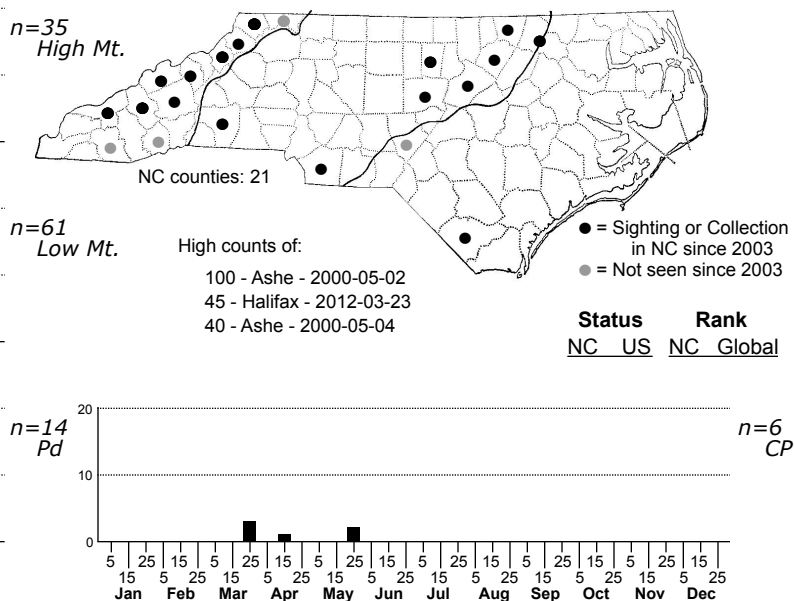 n=35
High Mt.
NC counties: 21
n=61
Low Mt.
High counts of:
100 - Ashe - 2000-05-02
45 - Halifax - 2012-03-23
40 - Ashe - 2000-05-04
● = Sighting or Collection
in NC since 2003
● = Not seen since 2003
Status Rank
NC US NC Global
n=14
Pd
n=6
CP
20
10
0
5 25 15 5 25 15 5 25 15 5 25 15 5 25 15 5 25 15
15 5 25 15 5 25 15 5 25 15 5 25 15 5 25 15 5 25
Jan Feb Mar Apr May Jun Jul Aug Sep Oct Nov Dec